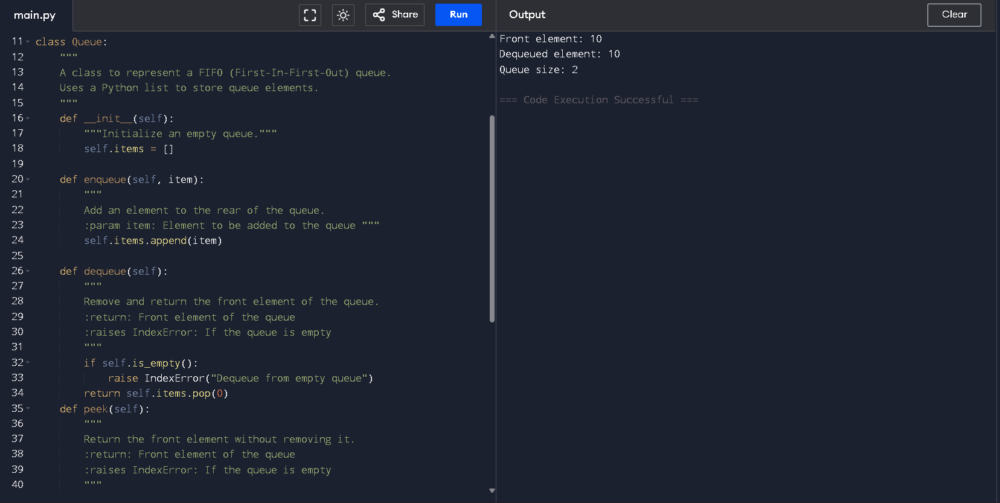 main.py
Share
Run
Output
Clear
11 class Queue:
12     """
13     A class to represent a FIFO (First-In-First-Out) queue.
14     Uses a Python list to store queue elements.
15     """
16     def __init__(self):
17         """Initialize an empty queue."""
18         self.items = []
19
20     def enqueue(self, item):
21         """
22         Add an element to the rear of the queue.
23         :param item: Element to be added to the queue """
24         self.items.append(item)
25
26     def dequeue(self):
27         """
28         Remove and return the front element of the queue.
29         :return: Front element of the queue
30         :raises IndexError: If the queue is empty
31         """
32         if self.is_empty():
33             raise IndexError("Dequeue from empty queue")
34         return self.items.pop(0)
35     def peek(self):
36         """
37         Return the front element without removing it.
38         :return: Front element of the queue
39         :raises IndexError: If the queue is empty
40         """
Front element: 10
Dequeued element: 10
Queue size: 2
=== Code Execution Successful ===